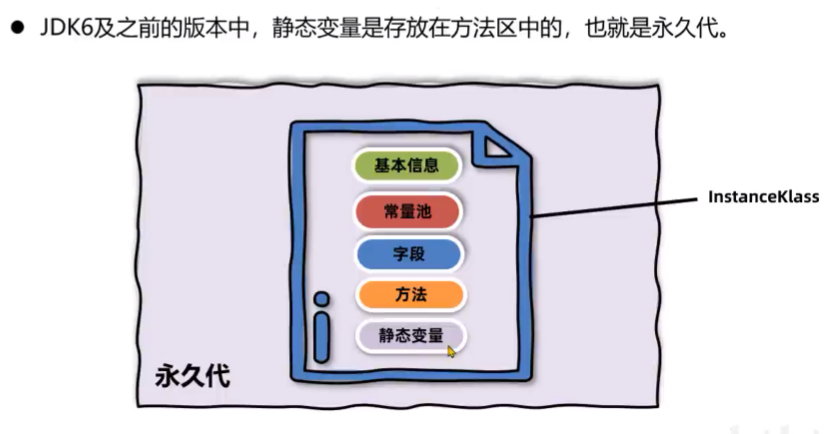 ● JDK6及之前的版本中，静态变量是存放在方法区中的，也就是永久代。
基本信息
常量池
InstanceKlass
字段
方法
静态变量
永久代